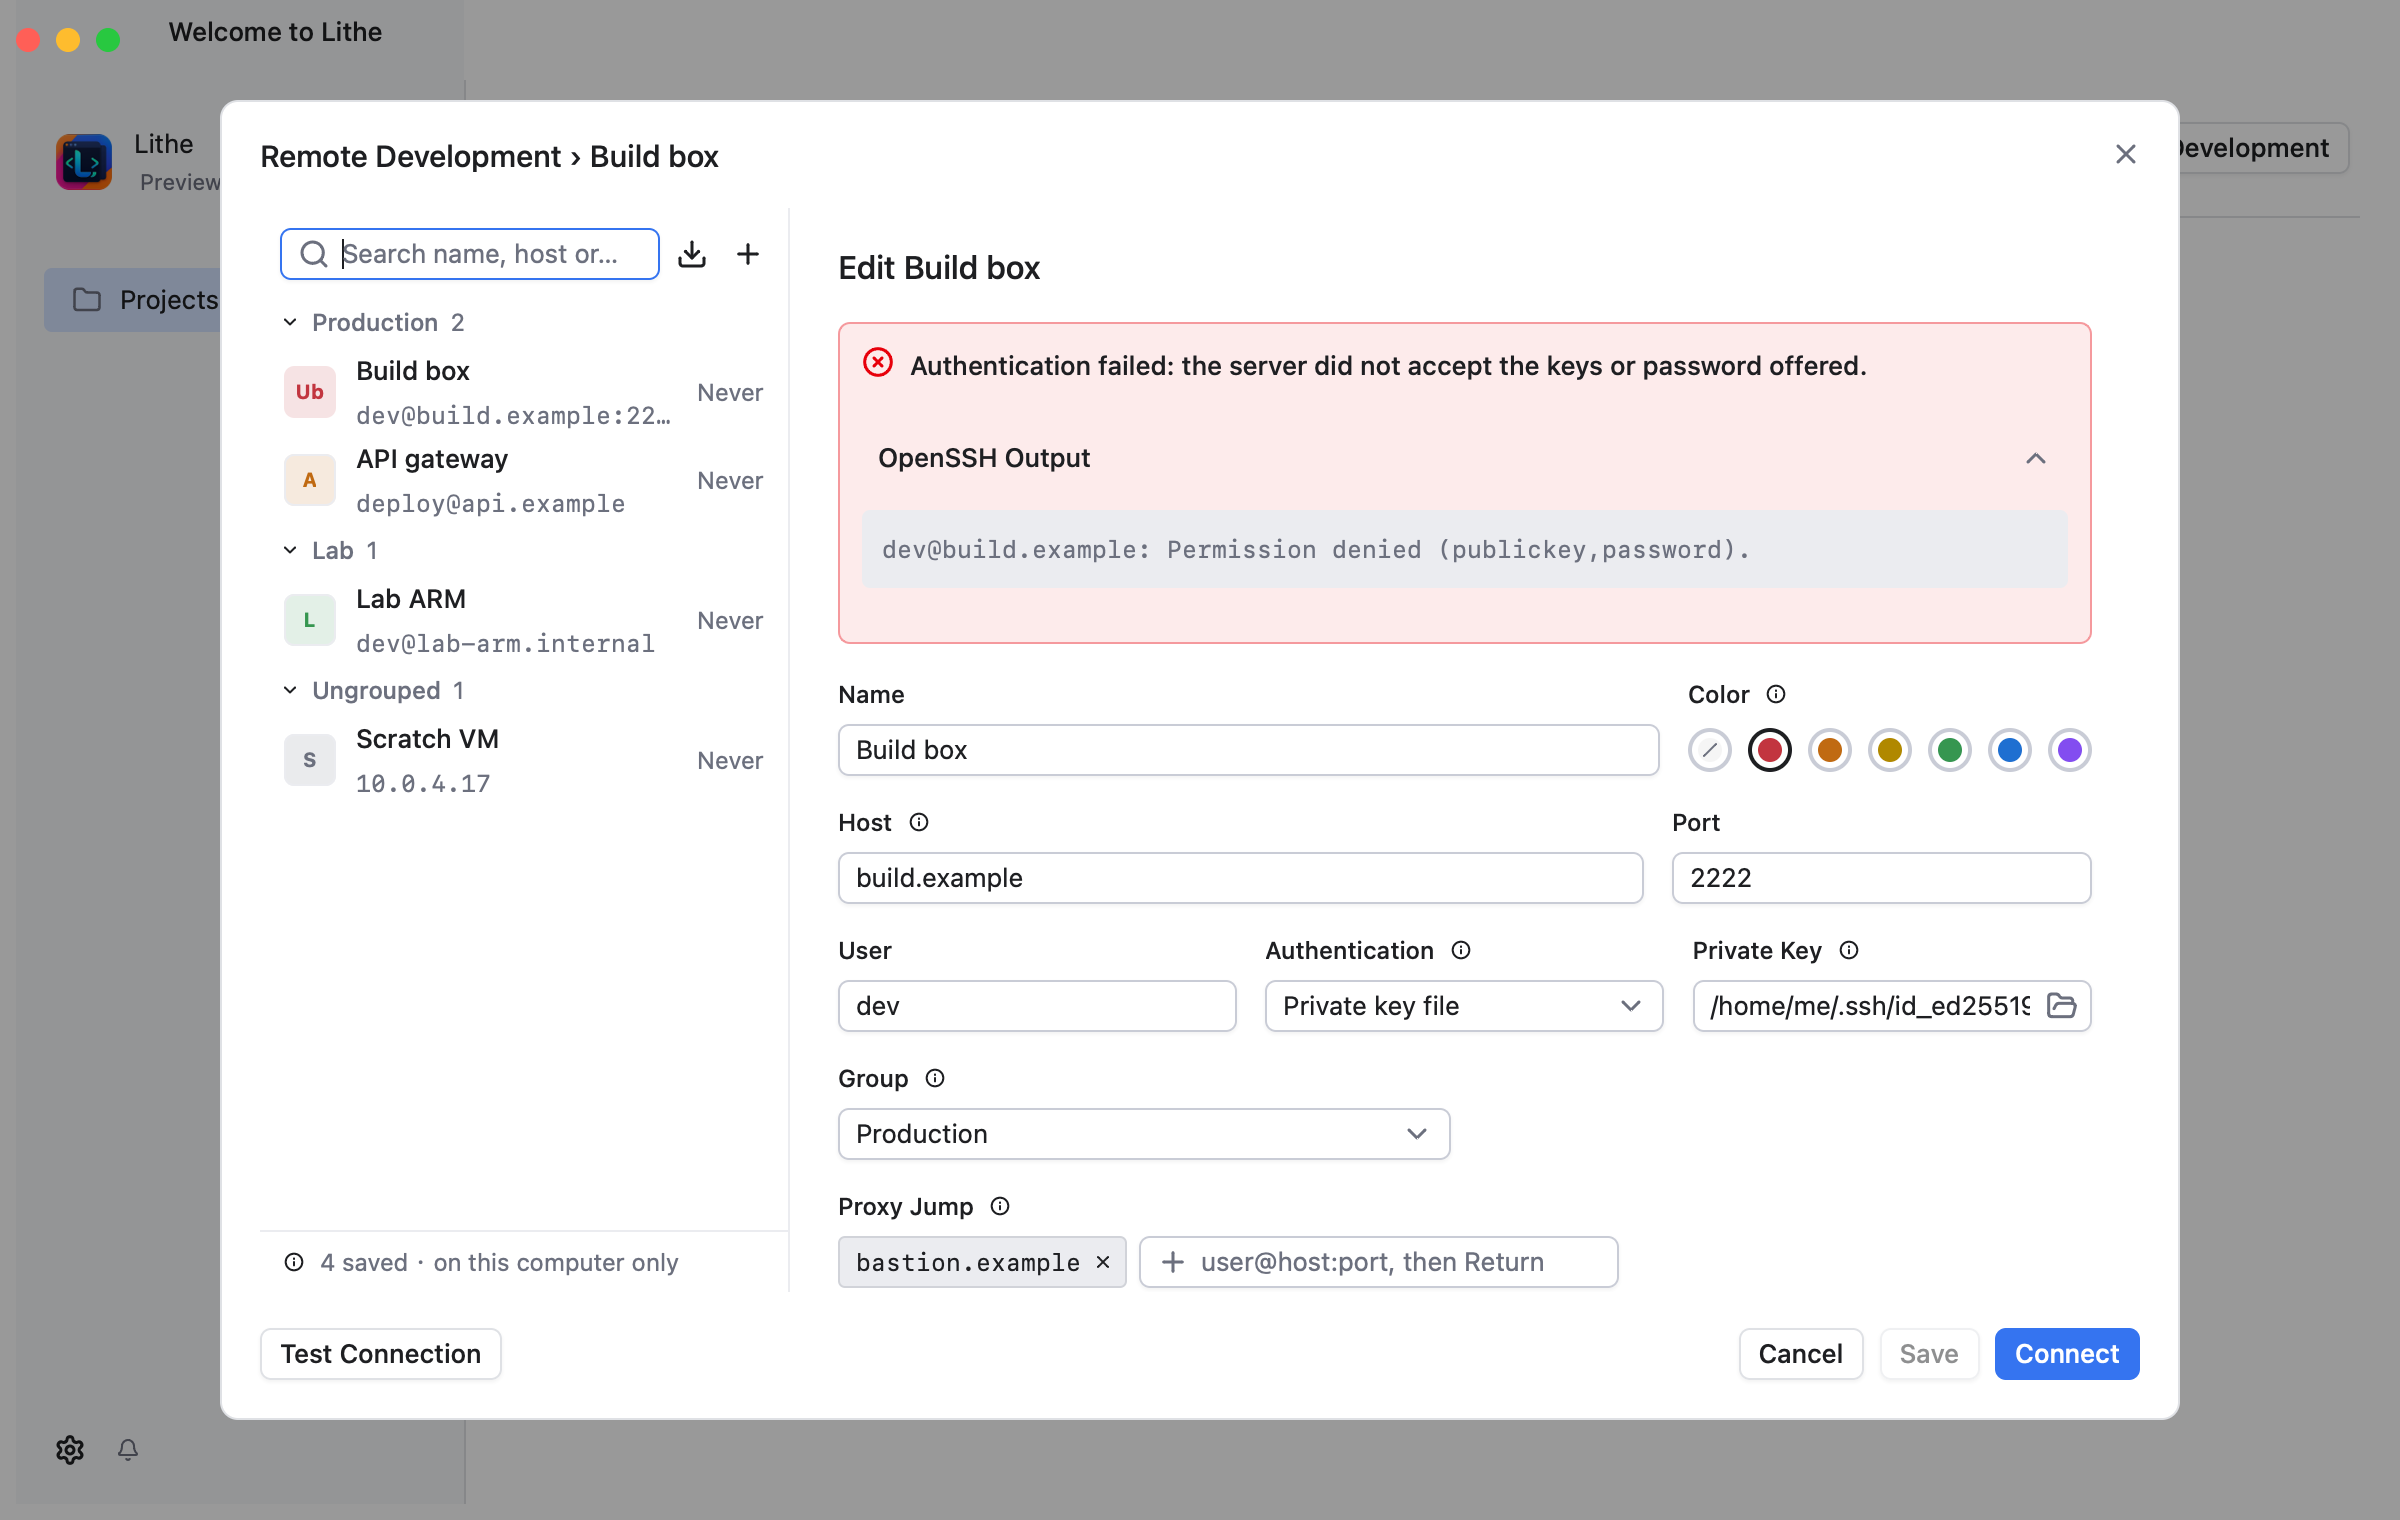 Welcome to Lithe
Lithe
Preview
Projects
Development
Remote Development › Build box
Search name, host or...
Production 2
Ub
Build box
dev@build.example:22…
Never
A
API gateway
deploy@api.example
Never
Lab 1
L
Lab ARM
dev@lab-arm.internal
Never
Ungrouped 1
S
Scratch VM
10.0.4.17
Never
4 saved · on this computer only
Edit Build box
Authentication failed: the server did not accept the keys or password offered.
OpenSSH Output
dev@build.example: Permission denied (publickey,password).
Name
Color
Build box
Host
Port
build.example
2222
User
Authentication
Private Key
dev
Private key file
/home/me/.ssh/id_ed25519
Group
Production
Proxy Jump
bastion.example ×
user@host:port, then Return
Test Connection
Cancel
Save
Connect